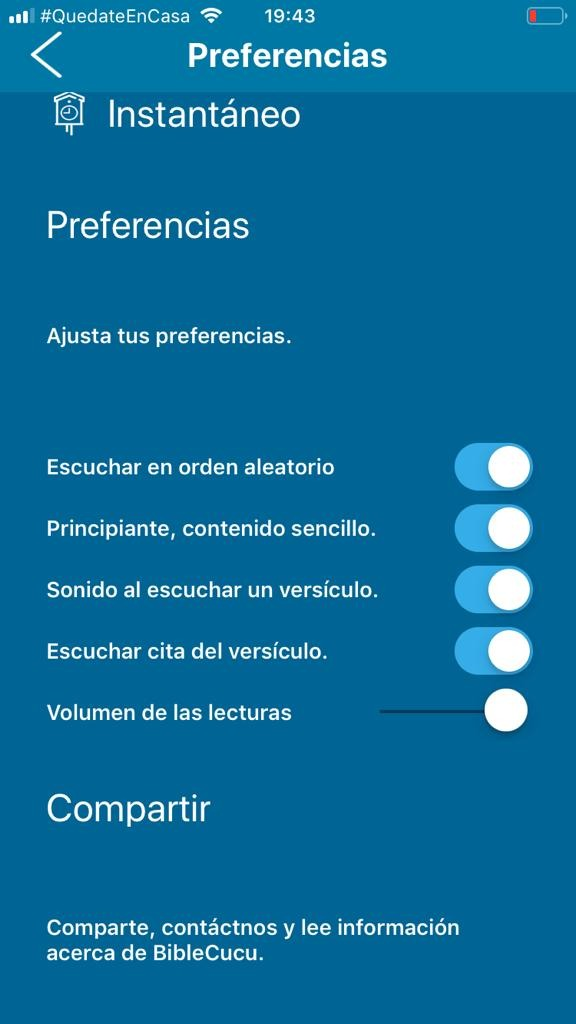 #QuedateEnCasa 19:43
Preferencias
Instantáneo
Preferencias
Ajusta tus preferencias.
Escuchar en orden aleatorio
Principiante, contenido sencillo.
Sonido al escuchar un versículo.
Escuchar cita del versículo.
Volumen de las lecturas
Compartir
Comparte, contáctnos y lee información
acerca de BibleCucu.